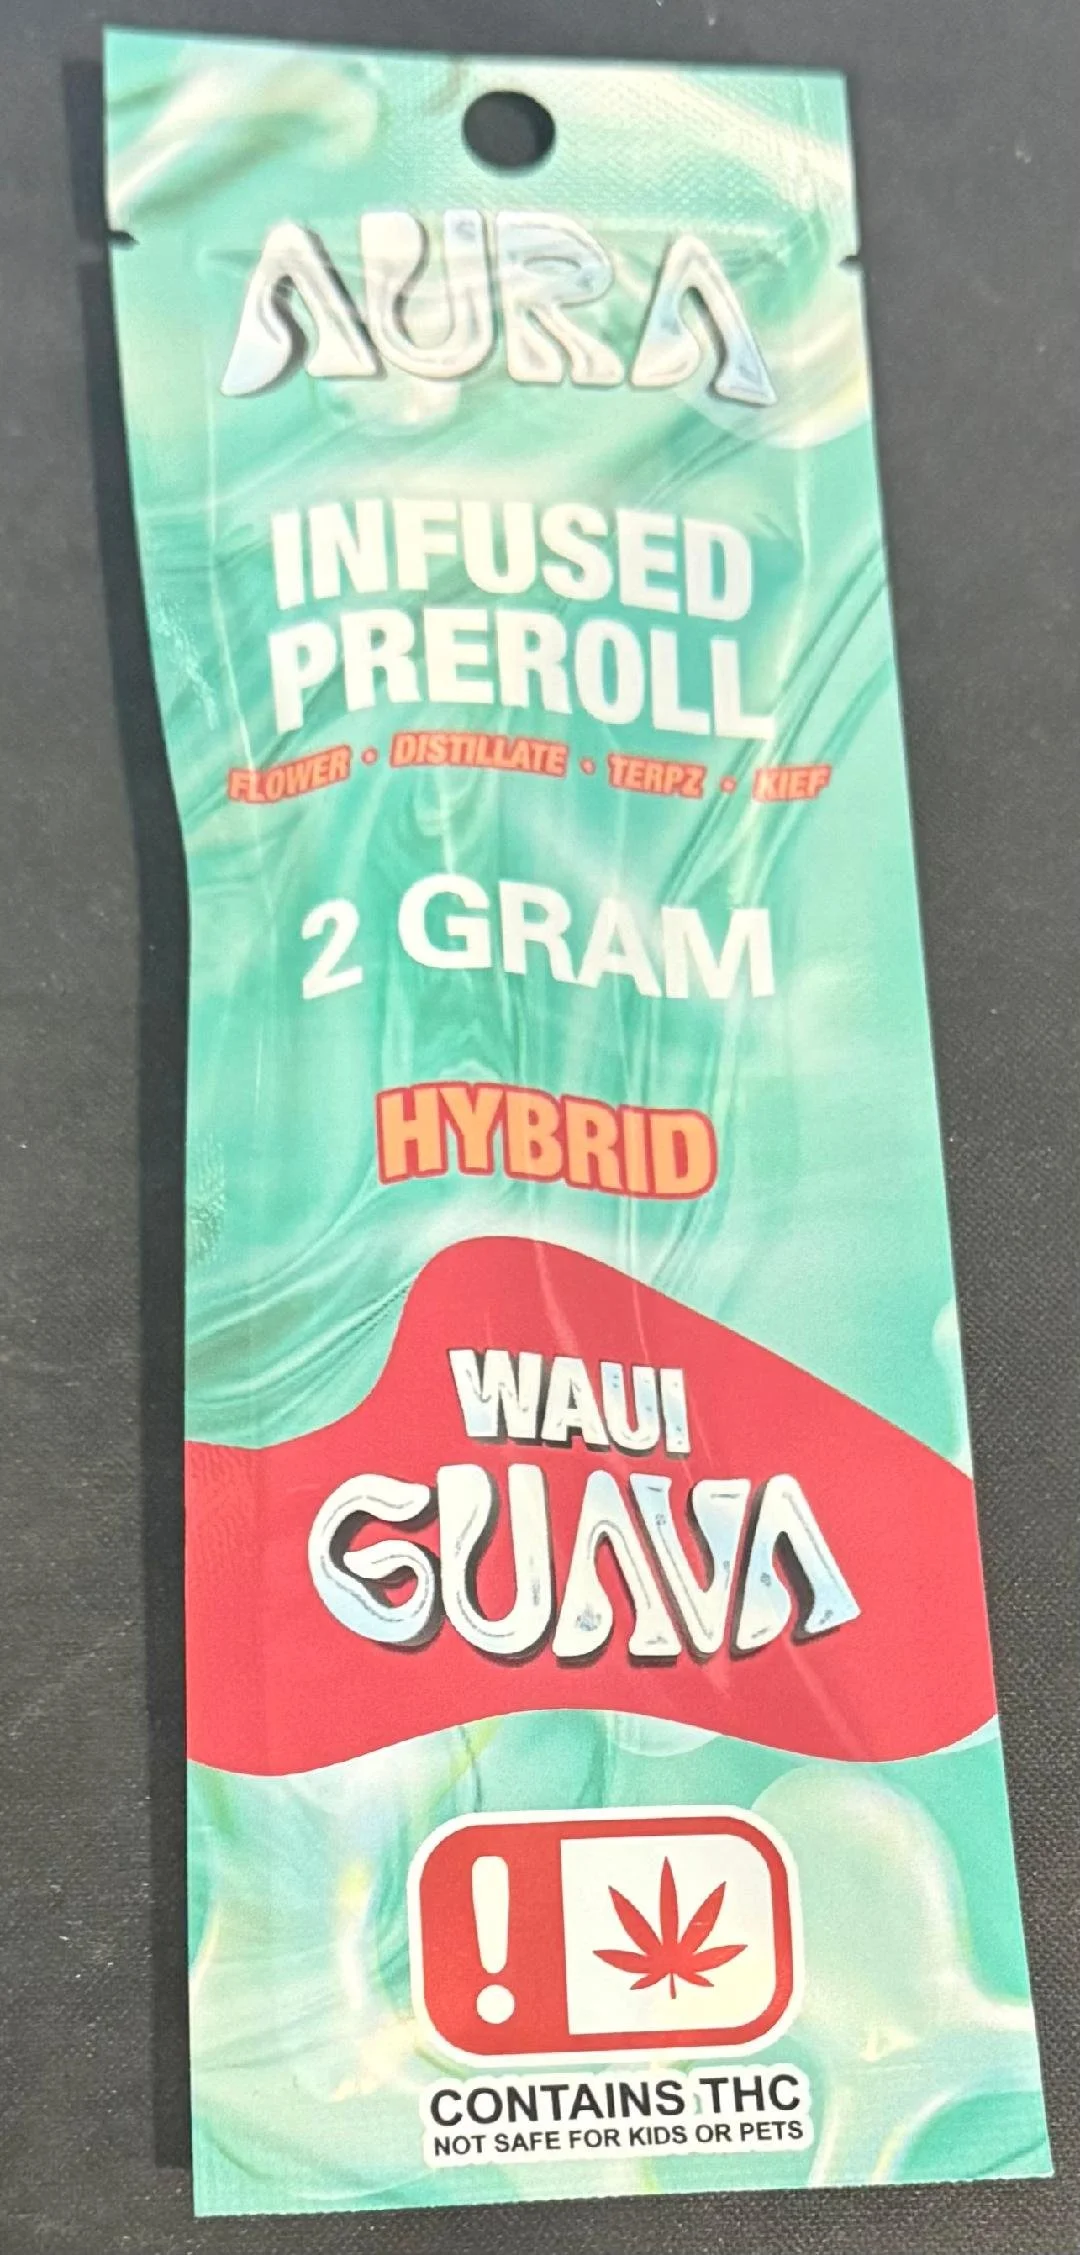 AURA
INFUSED
PREROLL
FLOWER • DISTILLATE • TERPZ • KIEF
2 GRAM
HYBRID
WAUI
GUAVA
!
CONTAINS THC
NOT SAFE FOR KIDS OR PETS